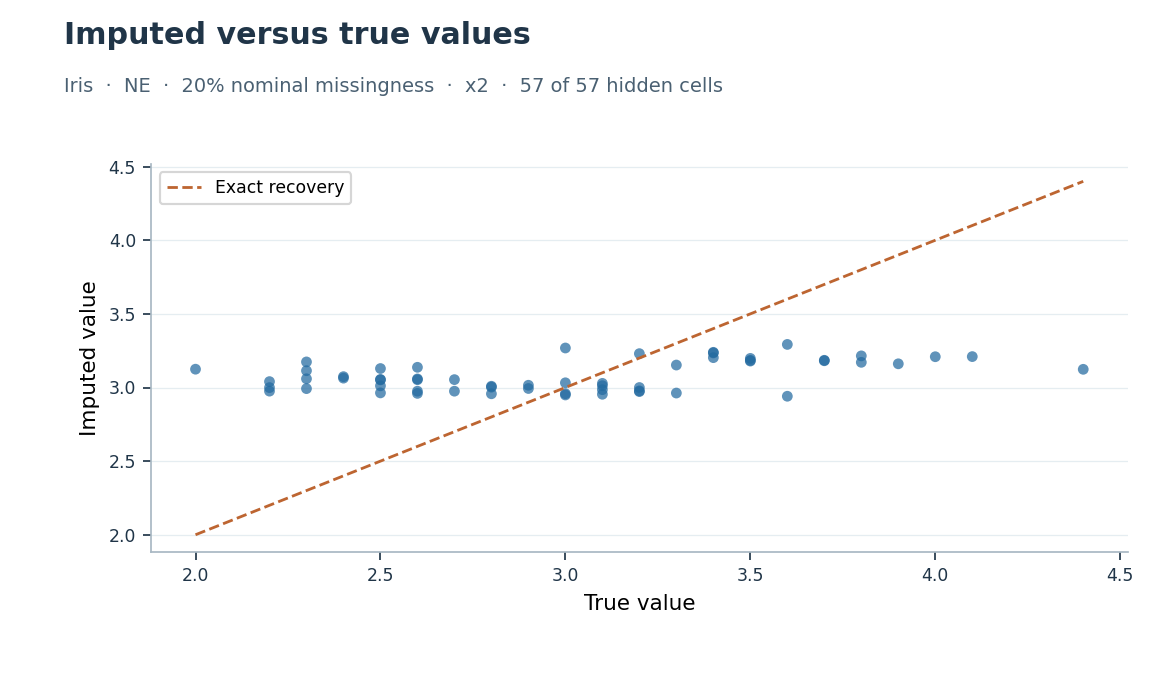 Imputed versus true values
Iris · NE · 20% nominal missingness · x2 · 57 of 57 hidden cells
4.5
Exact recovery
4.0
3.5
3.0
2.5
2.0
Imputed value
2.0 2.5 3.0 3.5 4.0 4.5
True value